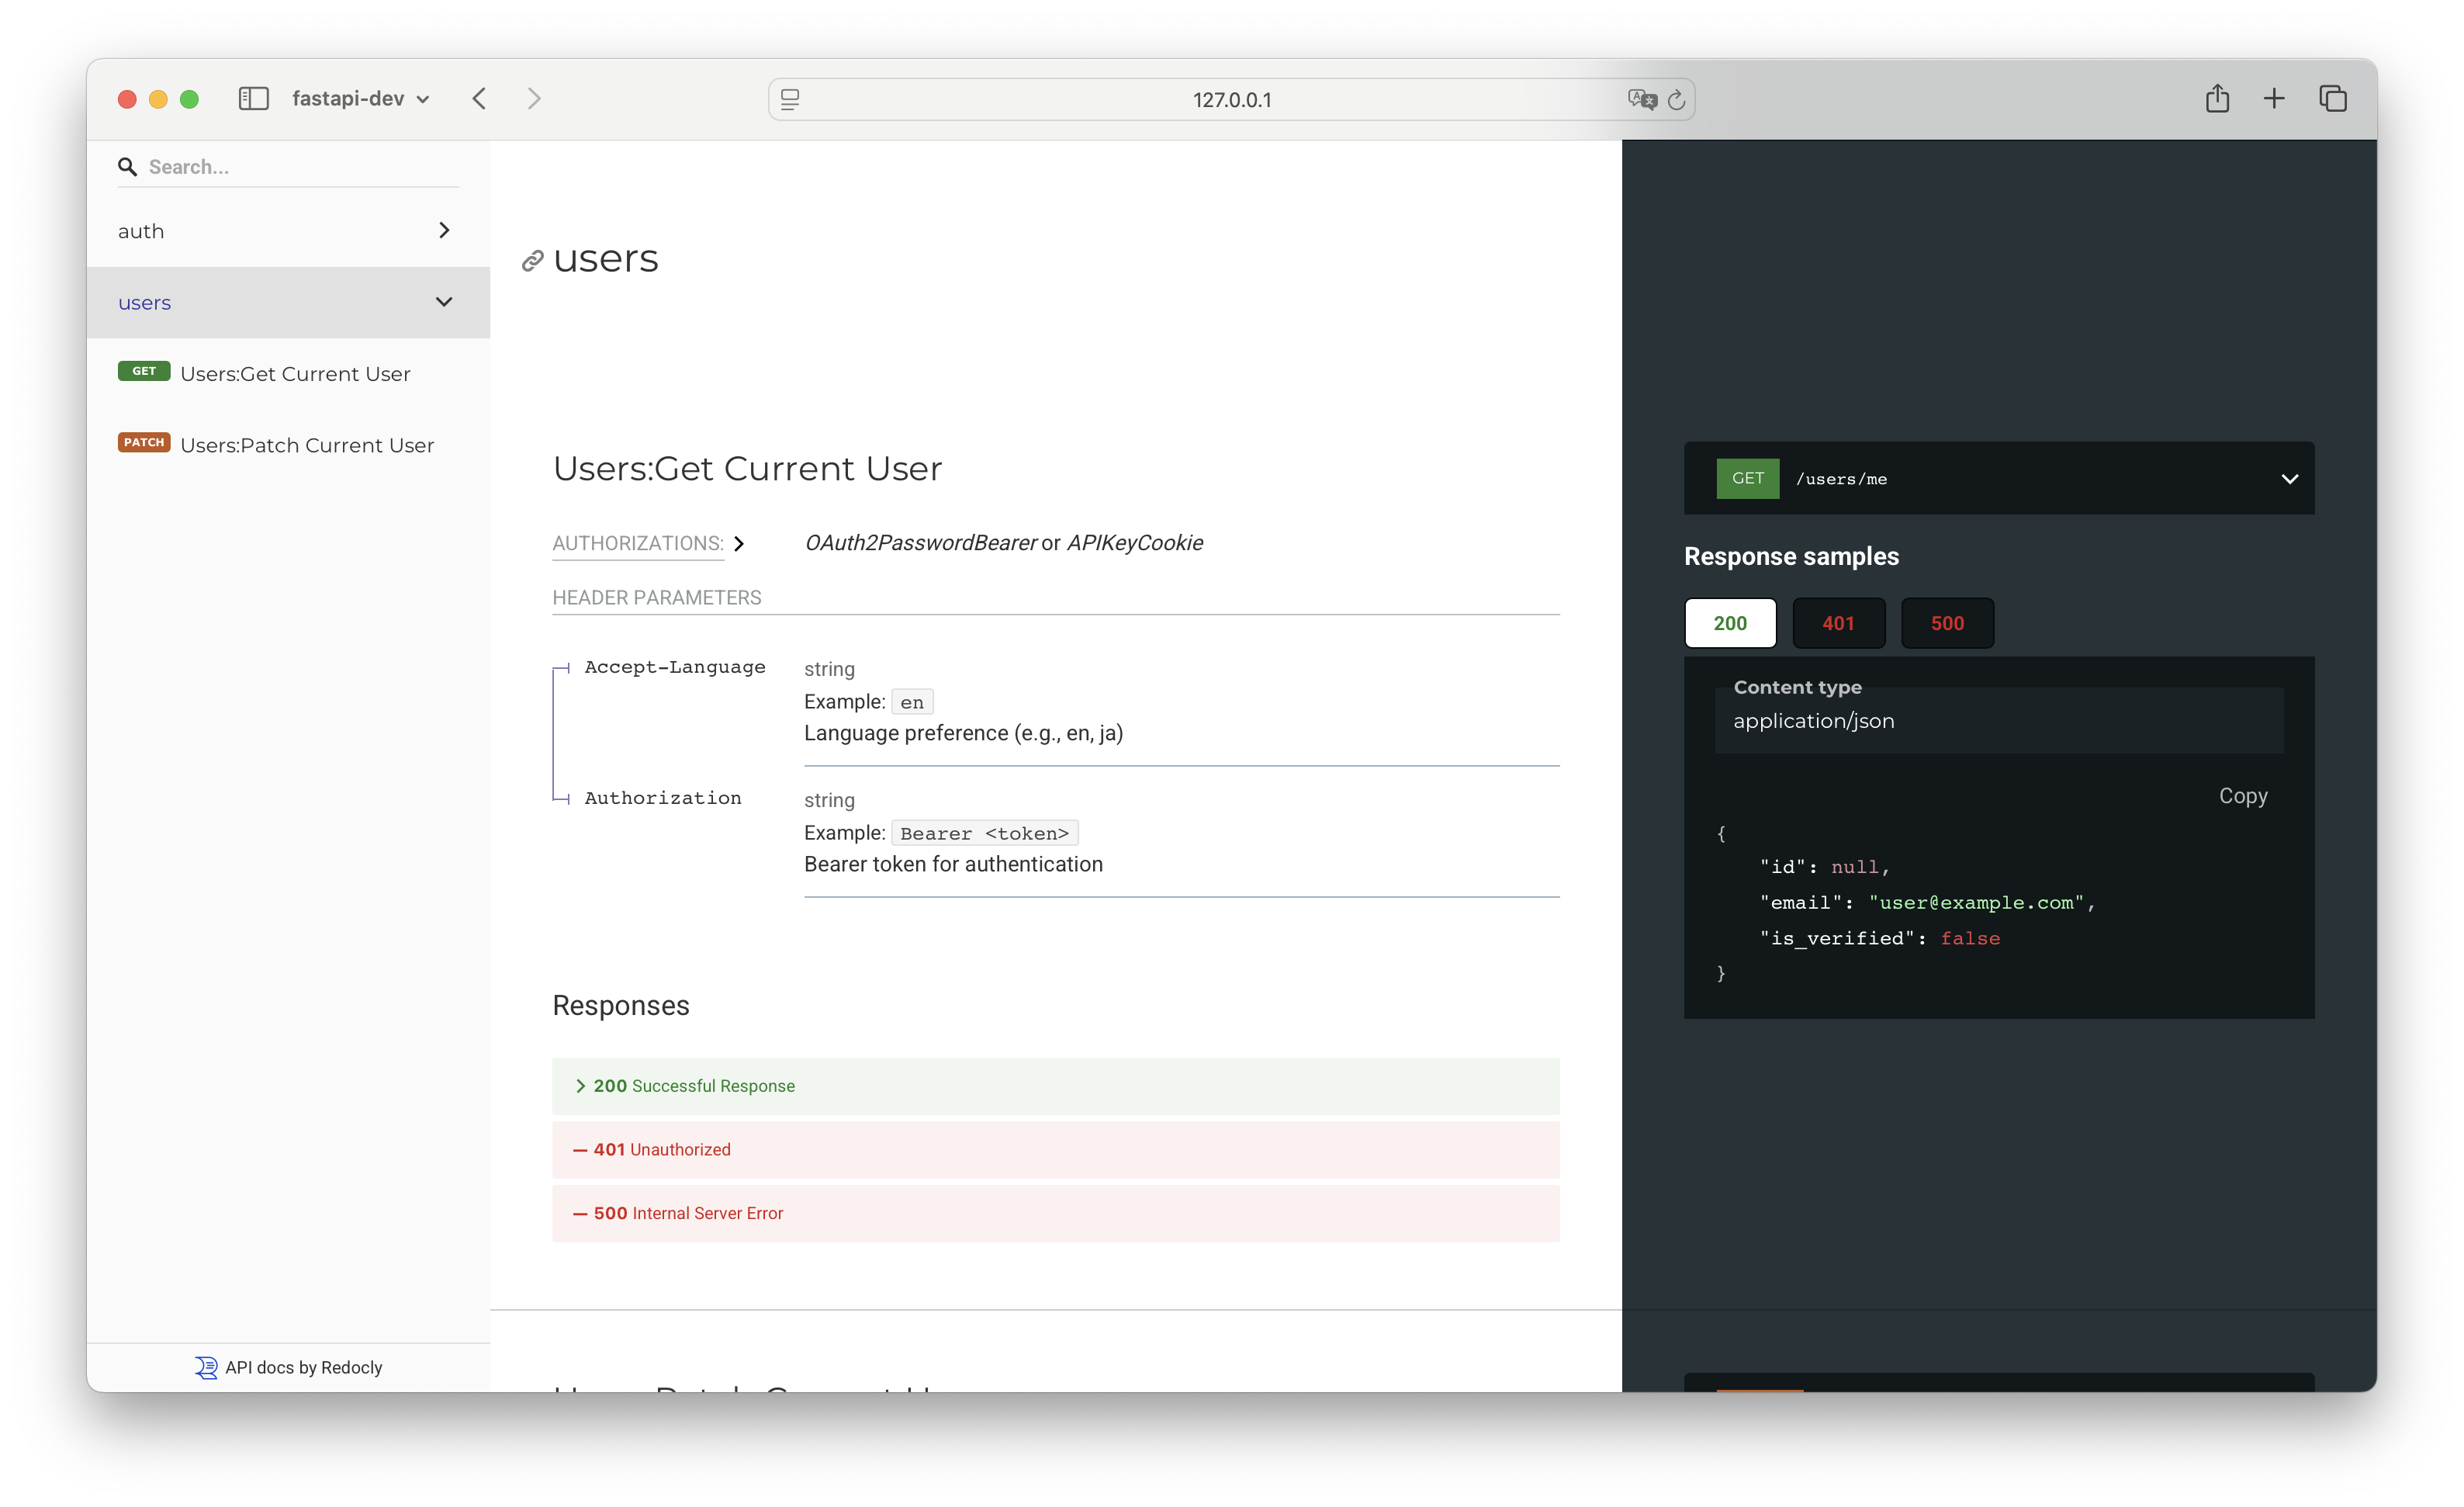 fastapi-dev
127.0.0.1
Search...
auth
users
GET Users:Get Current User
PATCH Users:Patch Current User
API docs by Redocly
users
Users:Get Current User
AUTHORIZATIONS: OAuth2PasswordBearer or APIKeyCookie
HEADER PARAMETERS
Accept-Language string
Example: en
Language preference (e.g., en, ja)
Authorization string
Example: Bearer <token>
Bearer token for authentication
Responses
200 Successful Response
401 Unauthorized
500 Internal Server Error
GET /users/me
Response samples
200 401 500
Content type
application/json
Copy
{
"id": null,
"email": "user@example.com",
"is_verified": false
}